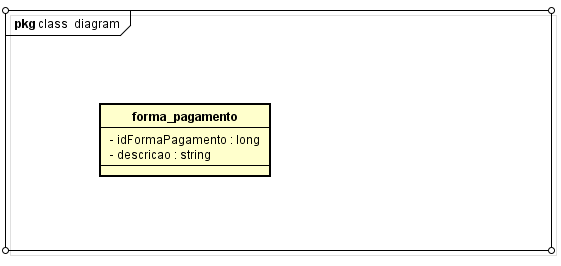 pkg class diagram
forma_pagamento
- idFormaPagamento : long
- descricao : string